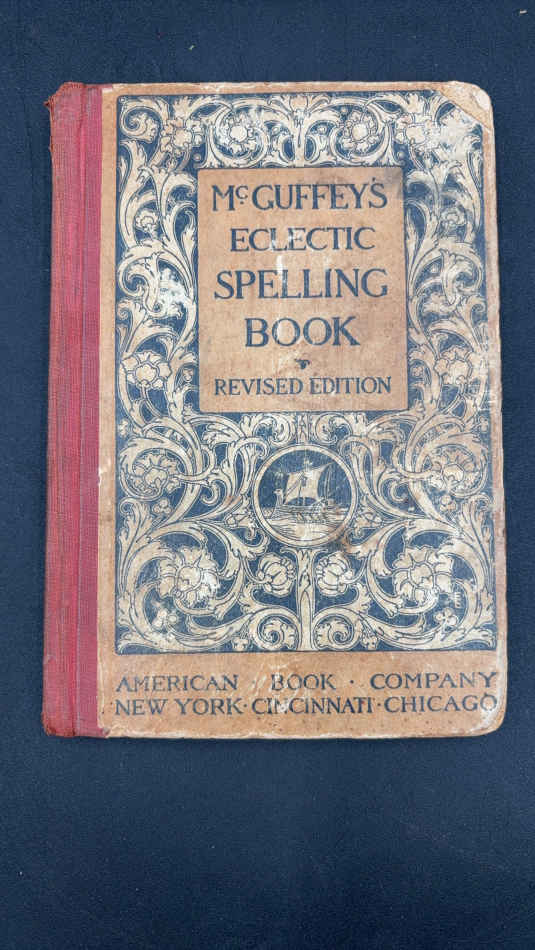 McGUFFEY'S
ECLECTIC
SPELLING
BOOK
REVISED EDITION
AMERICAN BOOK · COMPANY
NEW YORK · CINCINNATI · CHICAGO